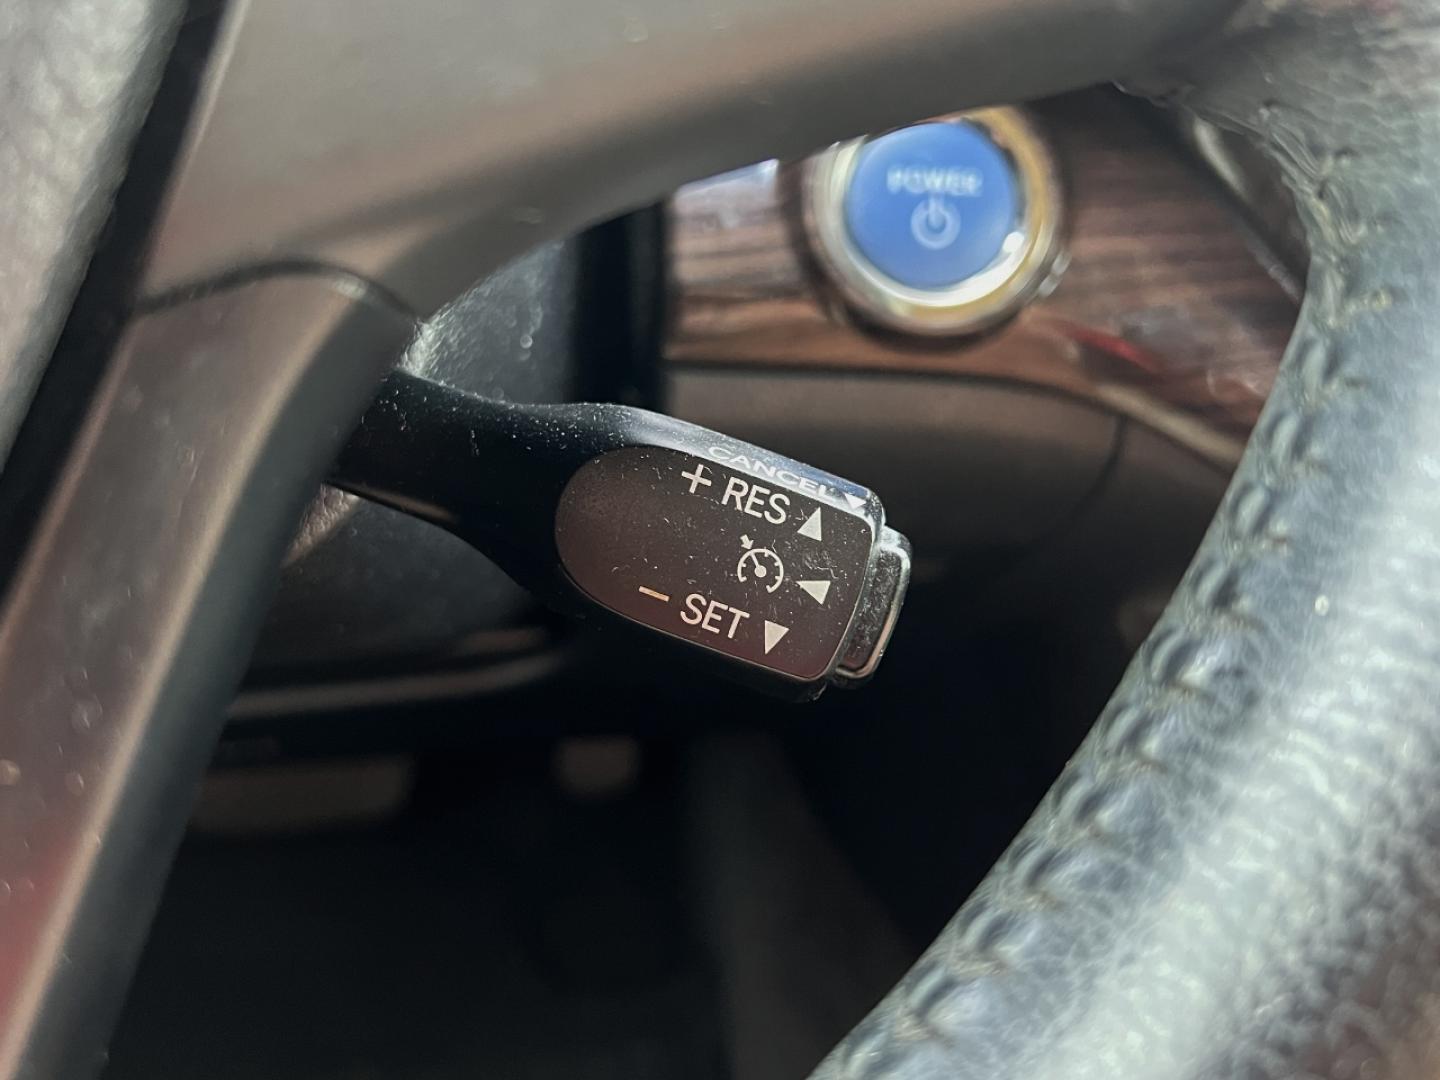 POWER
CANCEL▼
+ RES▲
◀
− SET▼